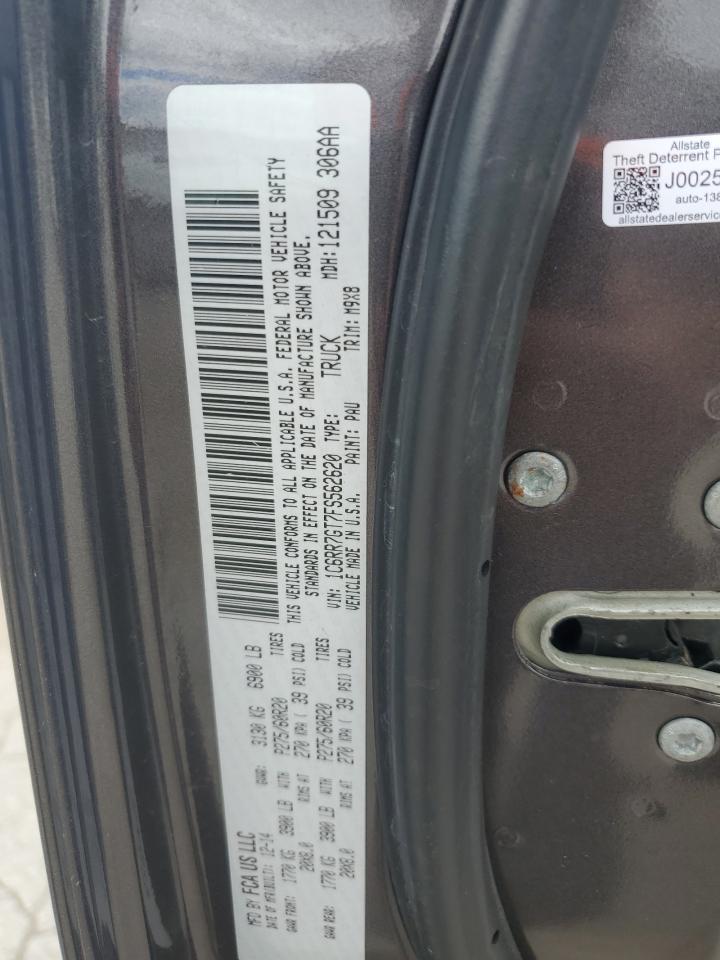 MFD BY FCA US LLC
DATE OF MFR(BUILT): 12-14 GVWR: 3130 KG 6900 LB
GAWR FRONT: 1770 KG 3900 LB WITH P275/60R20 TIRES
20X8.0 RIMS AT 270 KPA ( 39 PSI) COLD
GAWR REAR: 1770 KG 3900 LB WITH P275/60R20 TIRES
20X8.0 RIMS AT 270 KPA ( 39 PSI) COLD
THIS VEHICLE CONFORMS TO ALL APPLICABLE U.S.A. FEDERAL MOTOR VEHICLE SAFETY
STANDARDS IN EFFECT ON THE DATE OF MANUFACTURE SHOWN ABOVE.
VIN: 1C6RR7GT7FS562620 TYPE: TRUCK MDH:121509 306AA
VEHICLE MADE IN U.S.A. PAINT: PAU TRIM: M9X8
Allstate
Theft Deterrent
J0025
auto-138
allstatedealerservic